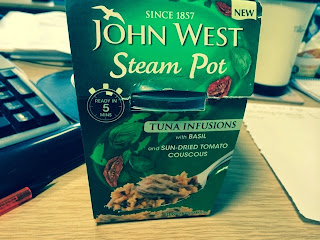 SINCE 1857
NEW
JOHN WEST
Steam Pot
READY IN
5
MINS
TUNA INFUSIONS
with BASIL
and SUN-DRIED TOMATO
COUSCOUS